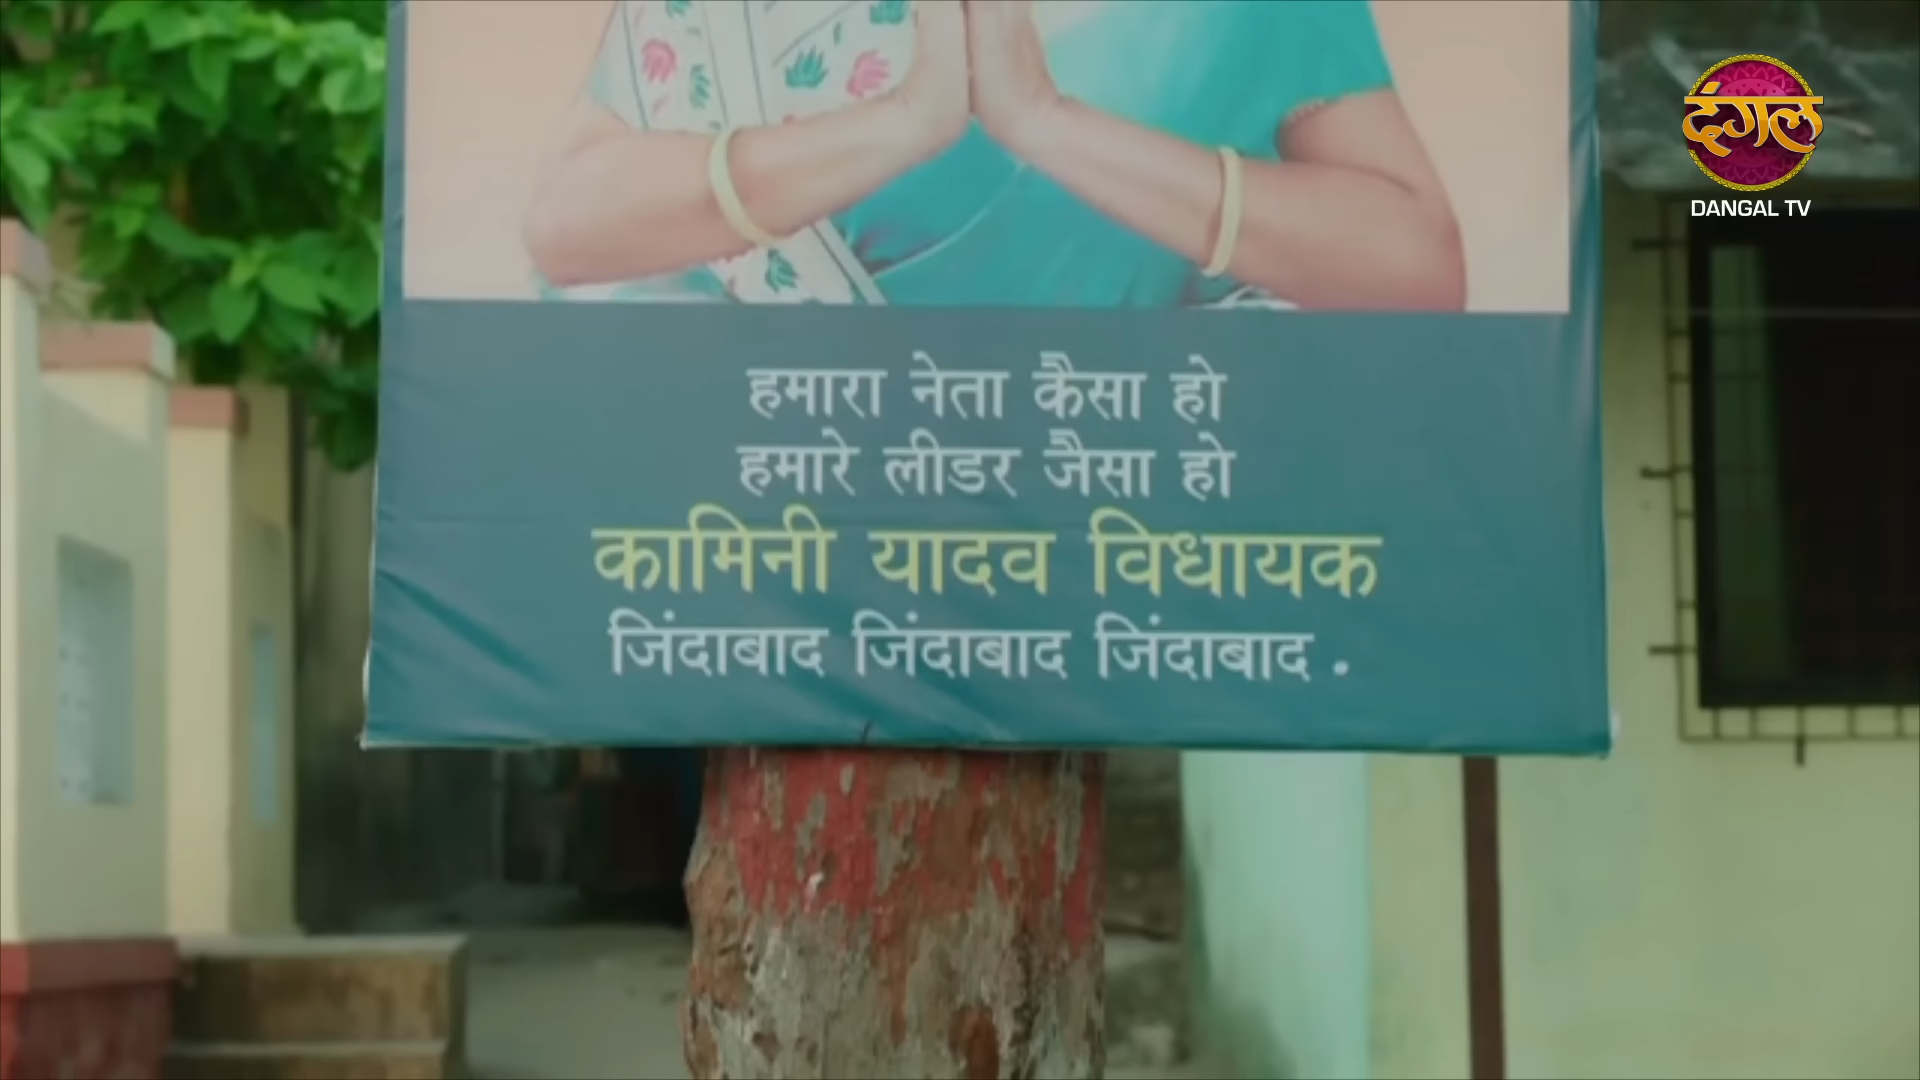 दंगल
DANGAL TV
हमारा नेता कैसा हो
हमारे लीडर जैसा हो
कामिनी यादव विधायक
जिंदाबाद जिंदाबाद जिंदाबाद .